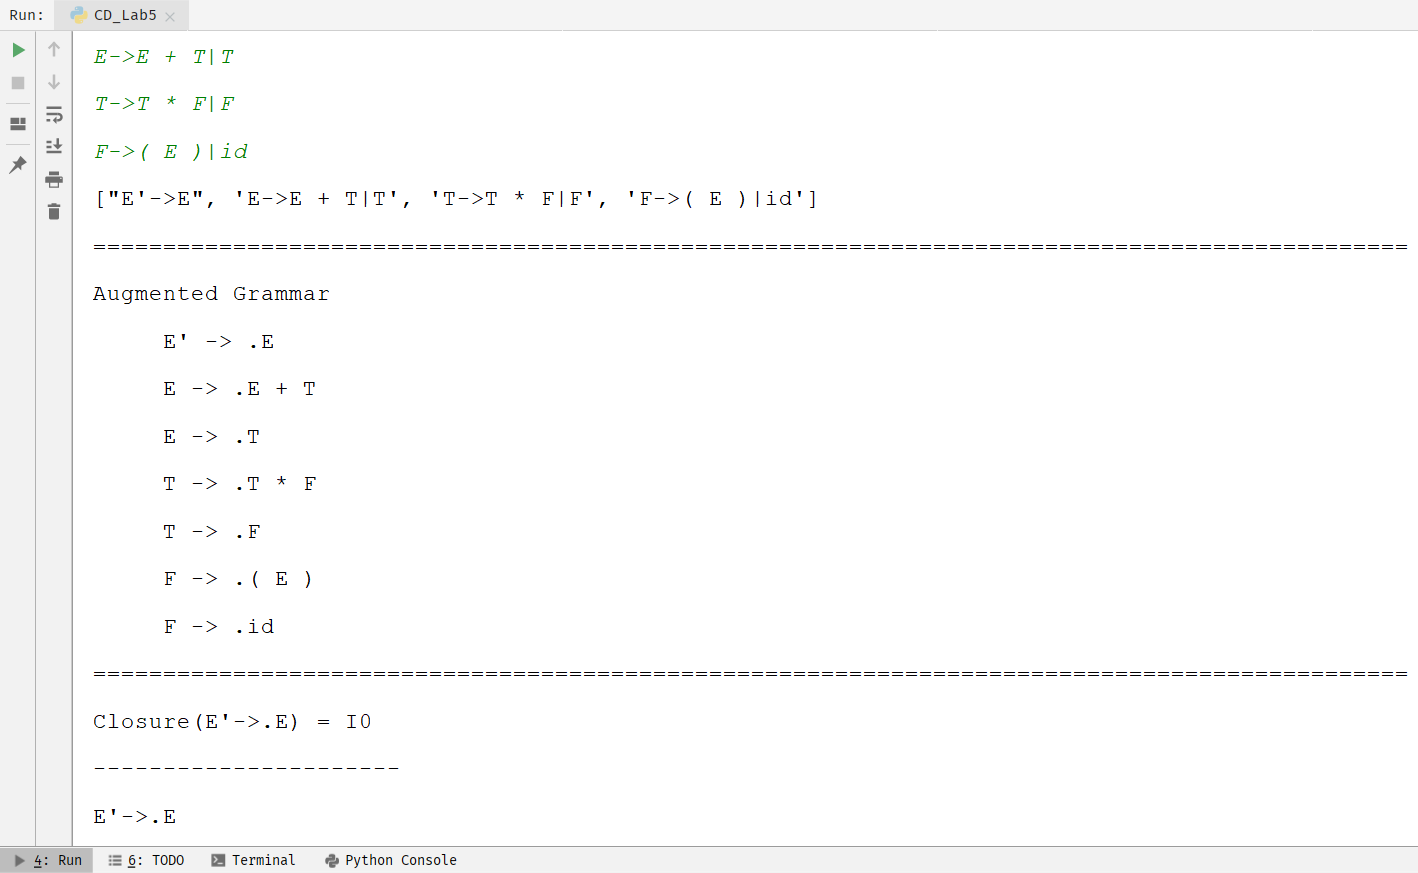 Run: CD_Lab5
E->E + T|T
T->T * F|F
F->( E )|id
["E'->E", 'E->E + T|T', 'T->T * F|F', 'F->( E )|id']
==============================================================================================
Augmented Grammar
E' -> .E
E -> .E + T
E -> .T
T -> .T * F
T -> .F
F -> .( E )
F -> .id
==============================================================================================
Closure(E'->.E) = I0
----------------------
E'->.E
4: Run 6: TODO Terminal Python Console